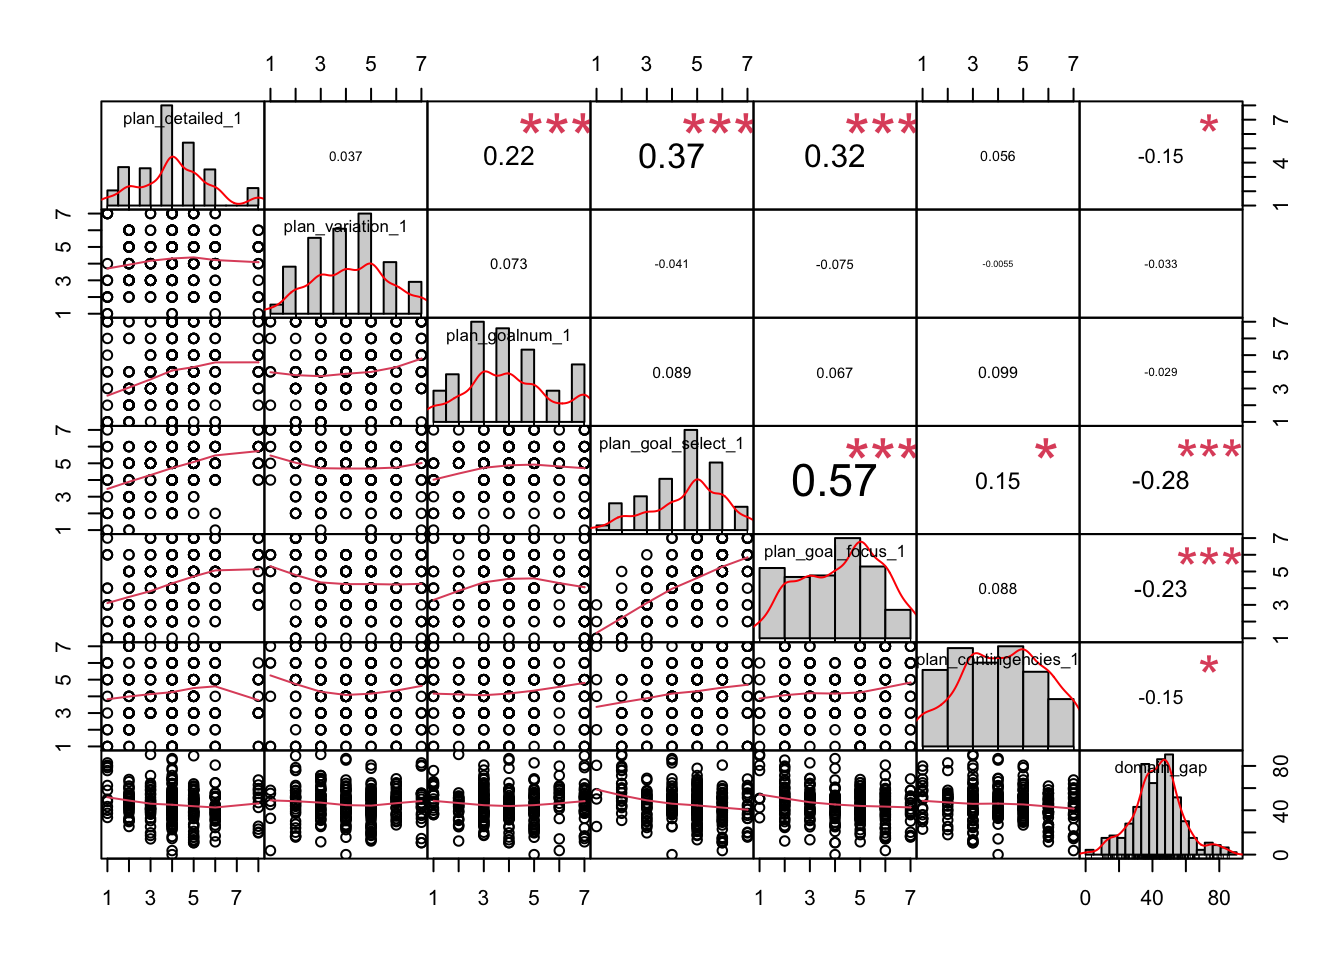 1 3 5 7 1 3 5 7 1 3 5 7
plan_detailed_1 0.037 *** 0.22 *** 0.37 *** 0.32 0.056 * -0.15 1 4 7
1 3 5 7 plan_variation_1 0.073 -0.041 -0.075 -0.0055 -0.033
plan_goalnum_1 0.089 0.067 0.099 -0.029 1 3 5 7
1 3 5 7 plan_goal_select_1 *** 0.57 * 0.15 *** -0.28
plan_goal_focus_1 0.088 *** -0.23 1 3 5 7
1 3 5 7 plan_contingencies_1 * -0.15
domain_gap 0 40 80
1 3 5 7 1 3 5 7 1 3 5 7 0 40 80